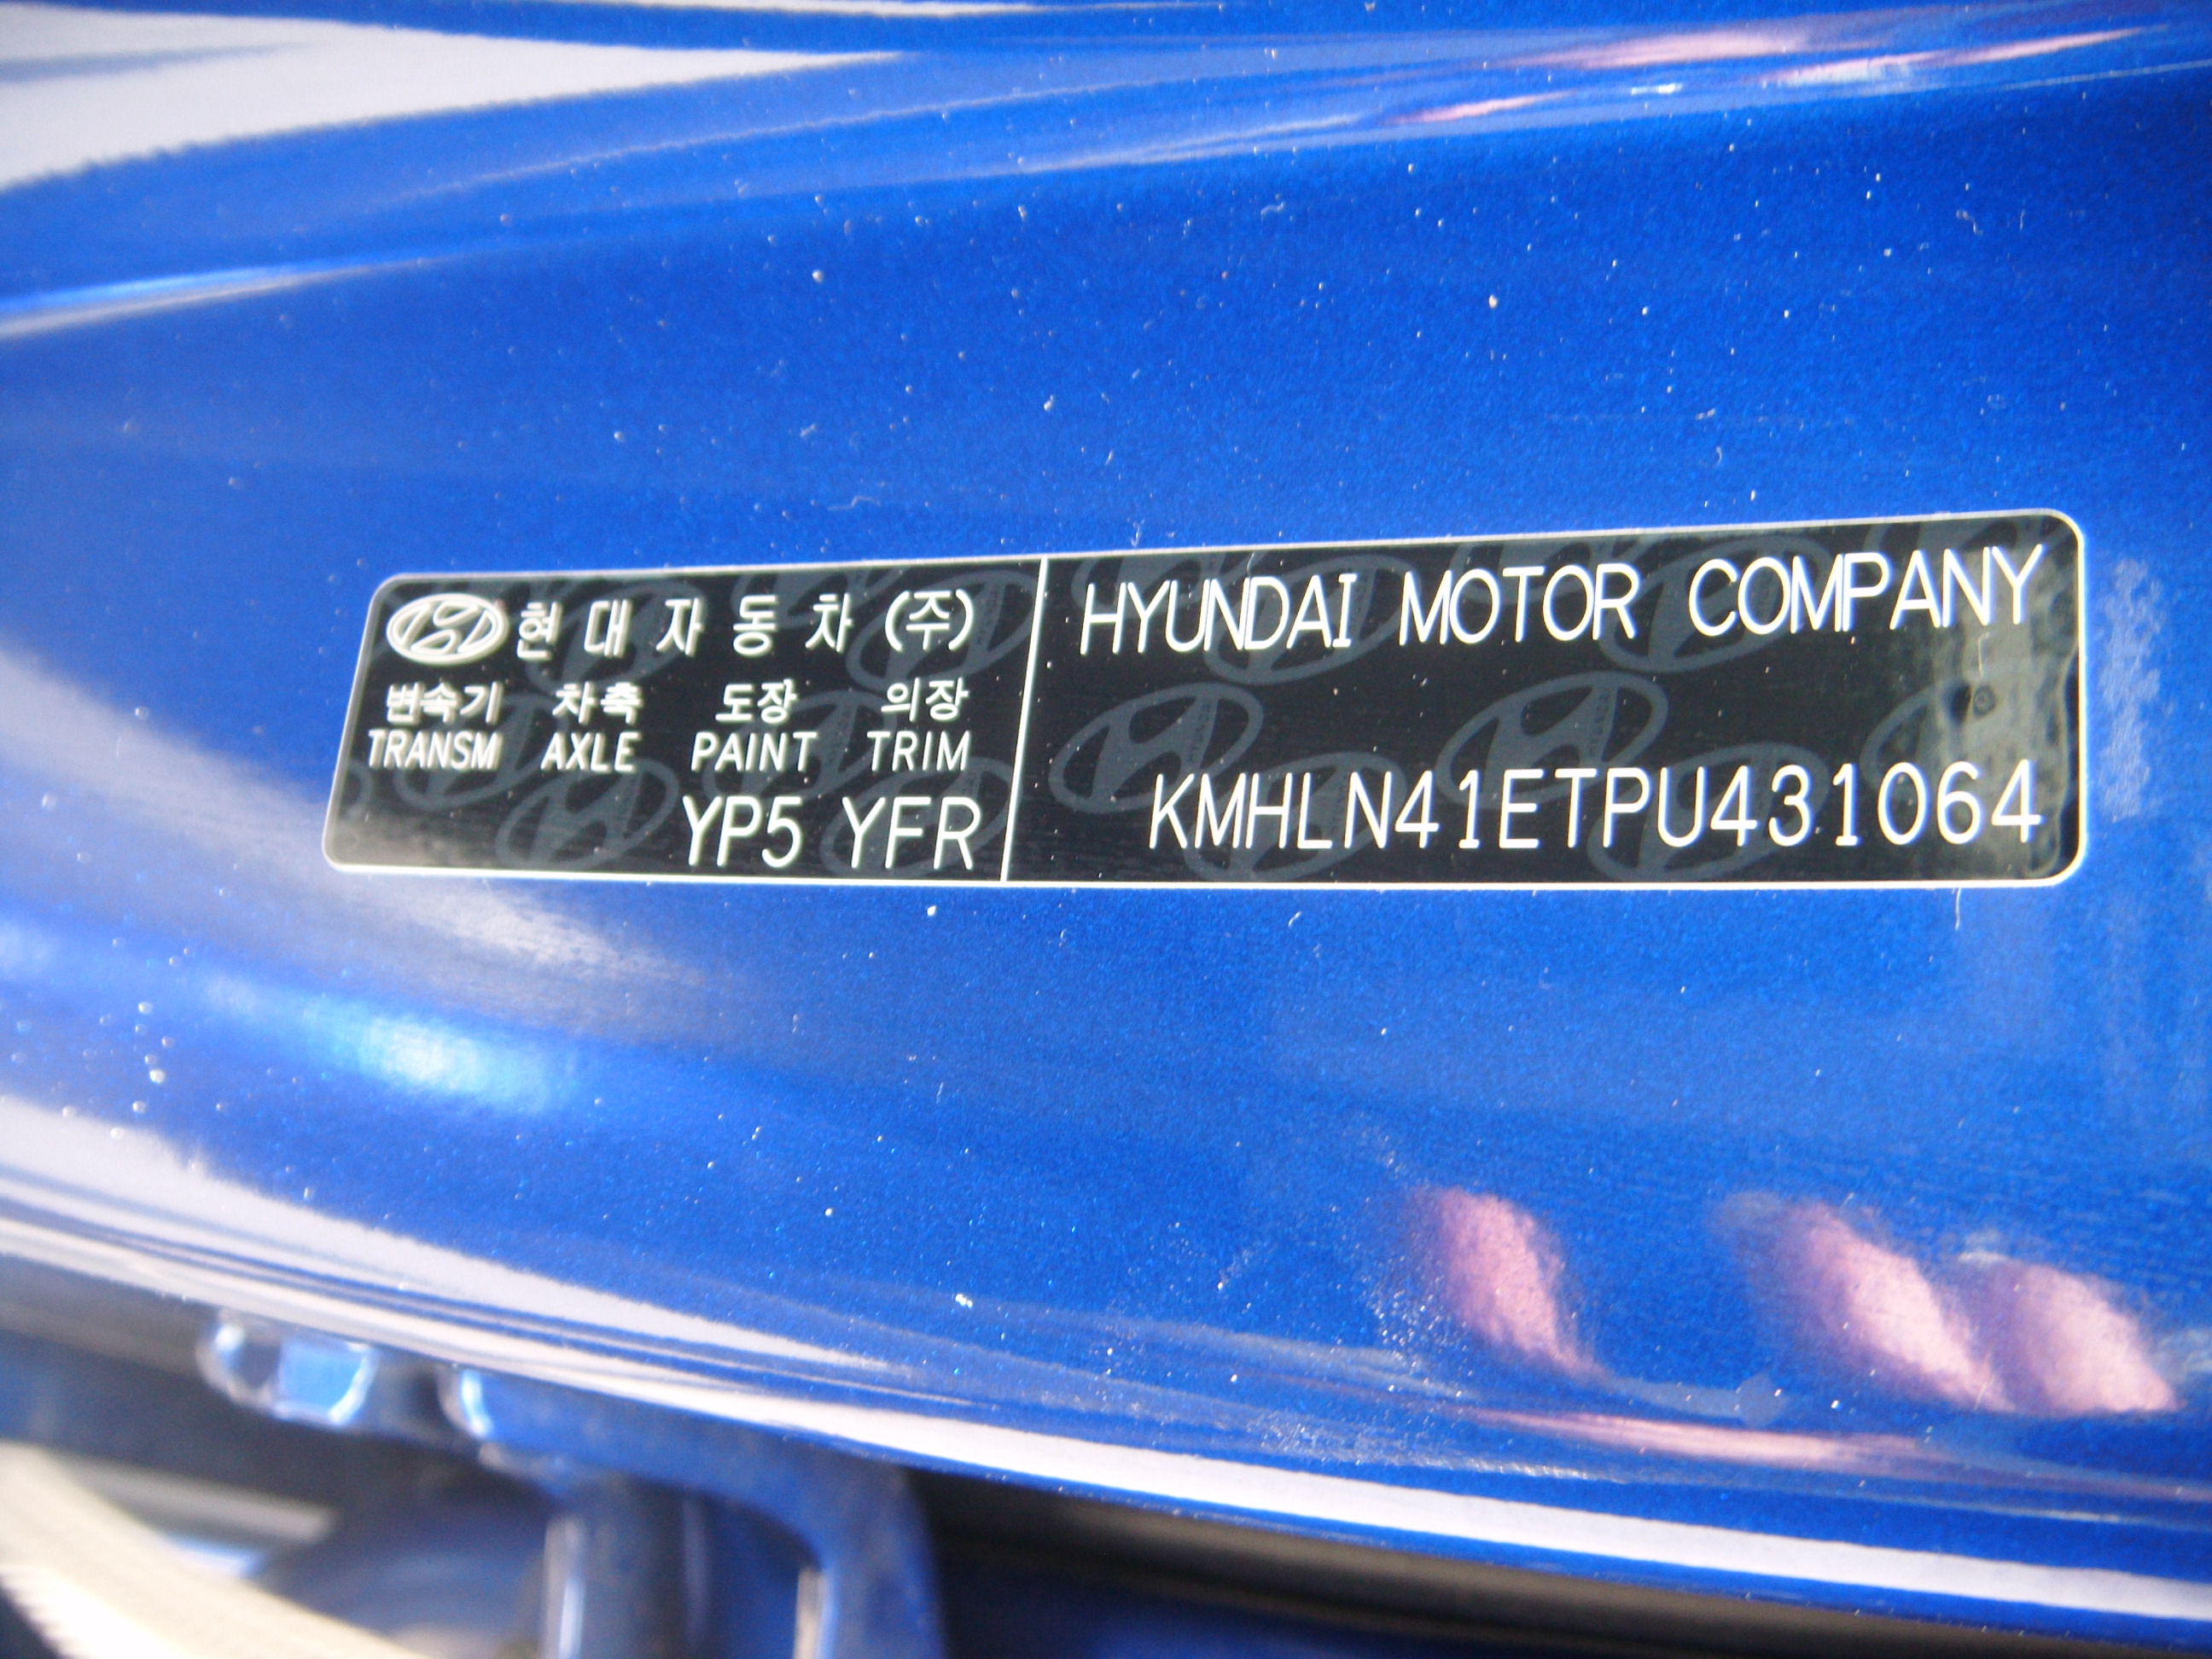 현대자동차(주)
변속기 차축 도장 의장
TRANSM AXLE PAINT TRIM
YP5 YFR
HYUNDAI MOTOR COMPANY
KMHLN41ETPU431064